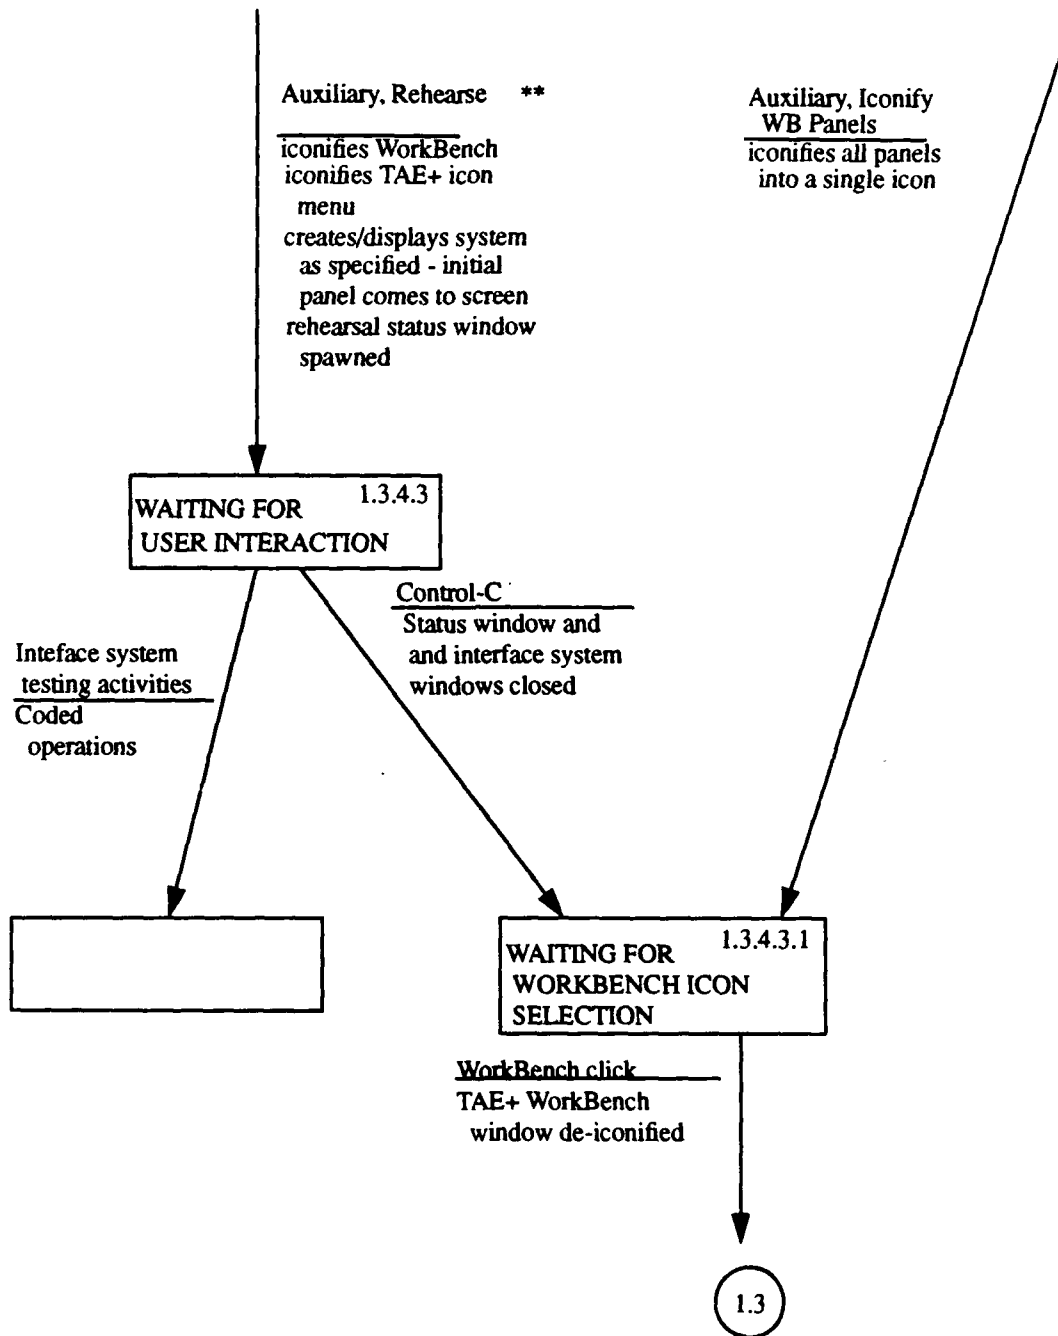 Auxiliary, Rehearse **
iconifies WorkBench
iconifies TAE+ icon
menu
creates/displays system
as specified - initial
panel comes to screen
rehearsal status window
spawned
Auxiliary, Iconify
WB Panels
iconifies all panels
into a single icon
1.3.4.3
WAITING FOR
USER INTERACTION
Control-C
Status window and
and interface system
windows closed
Inteface system
testing activities
Coded
operations
1.3.4.3.1
WAITING FOR
WORKBENCH ICON
SELECTION
WorkBench click
TAE+ WorkBench
window de-iconified
1.3